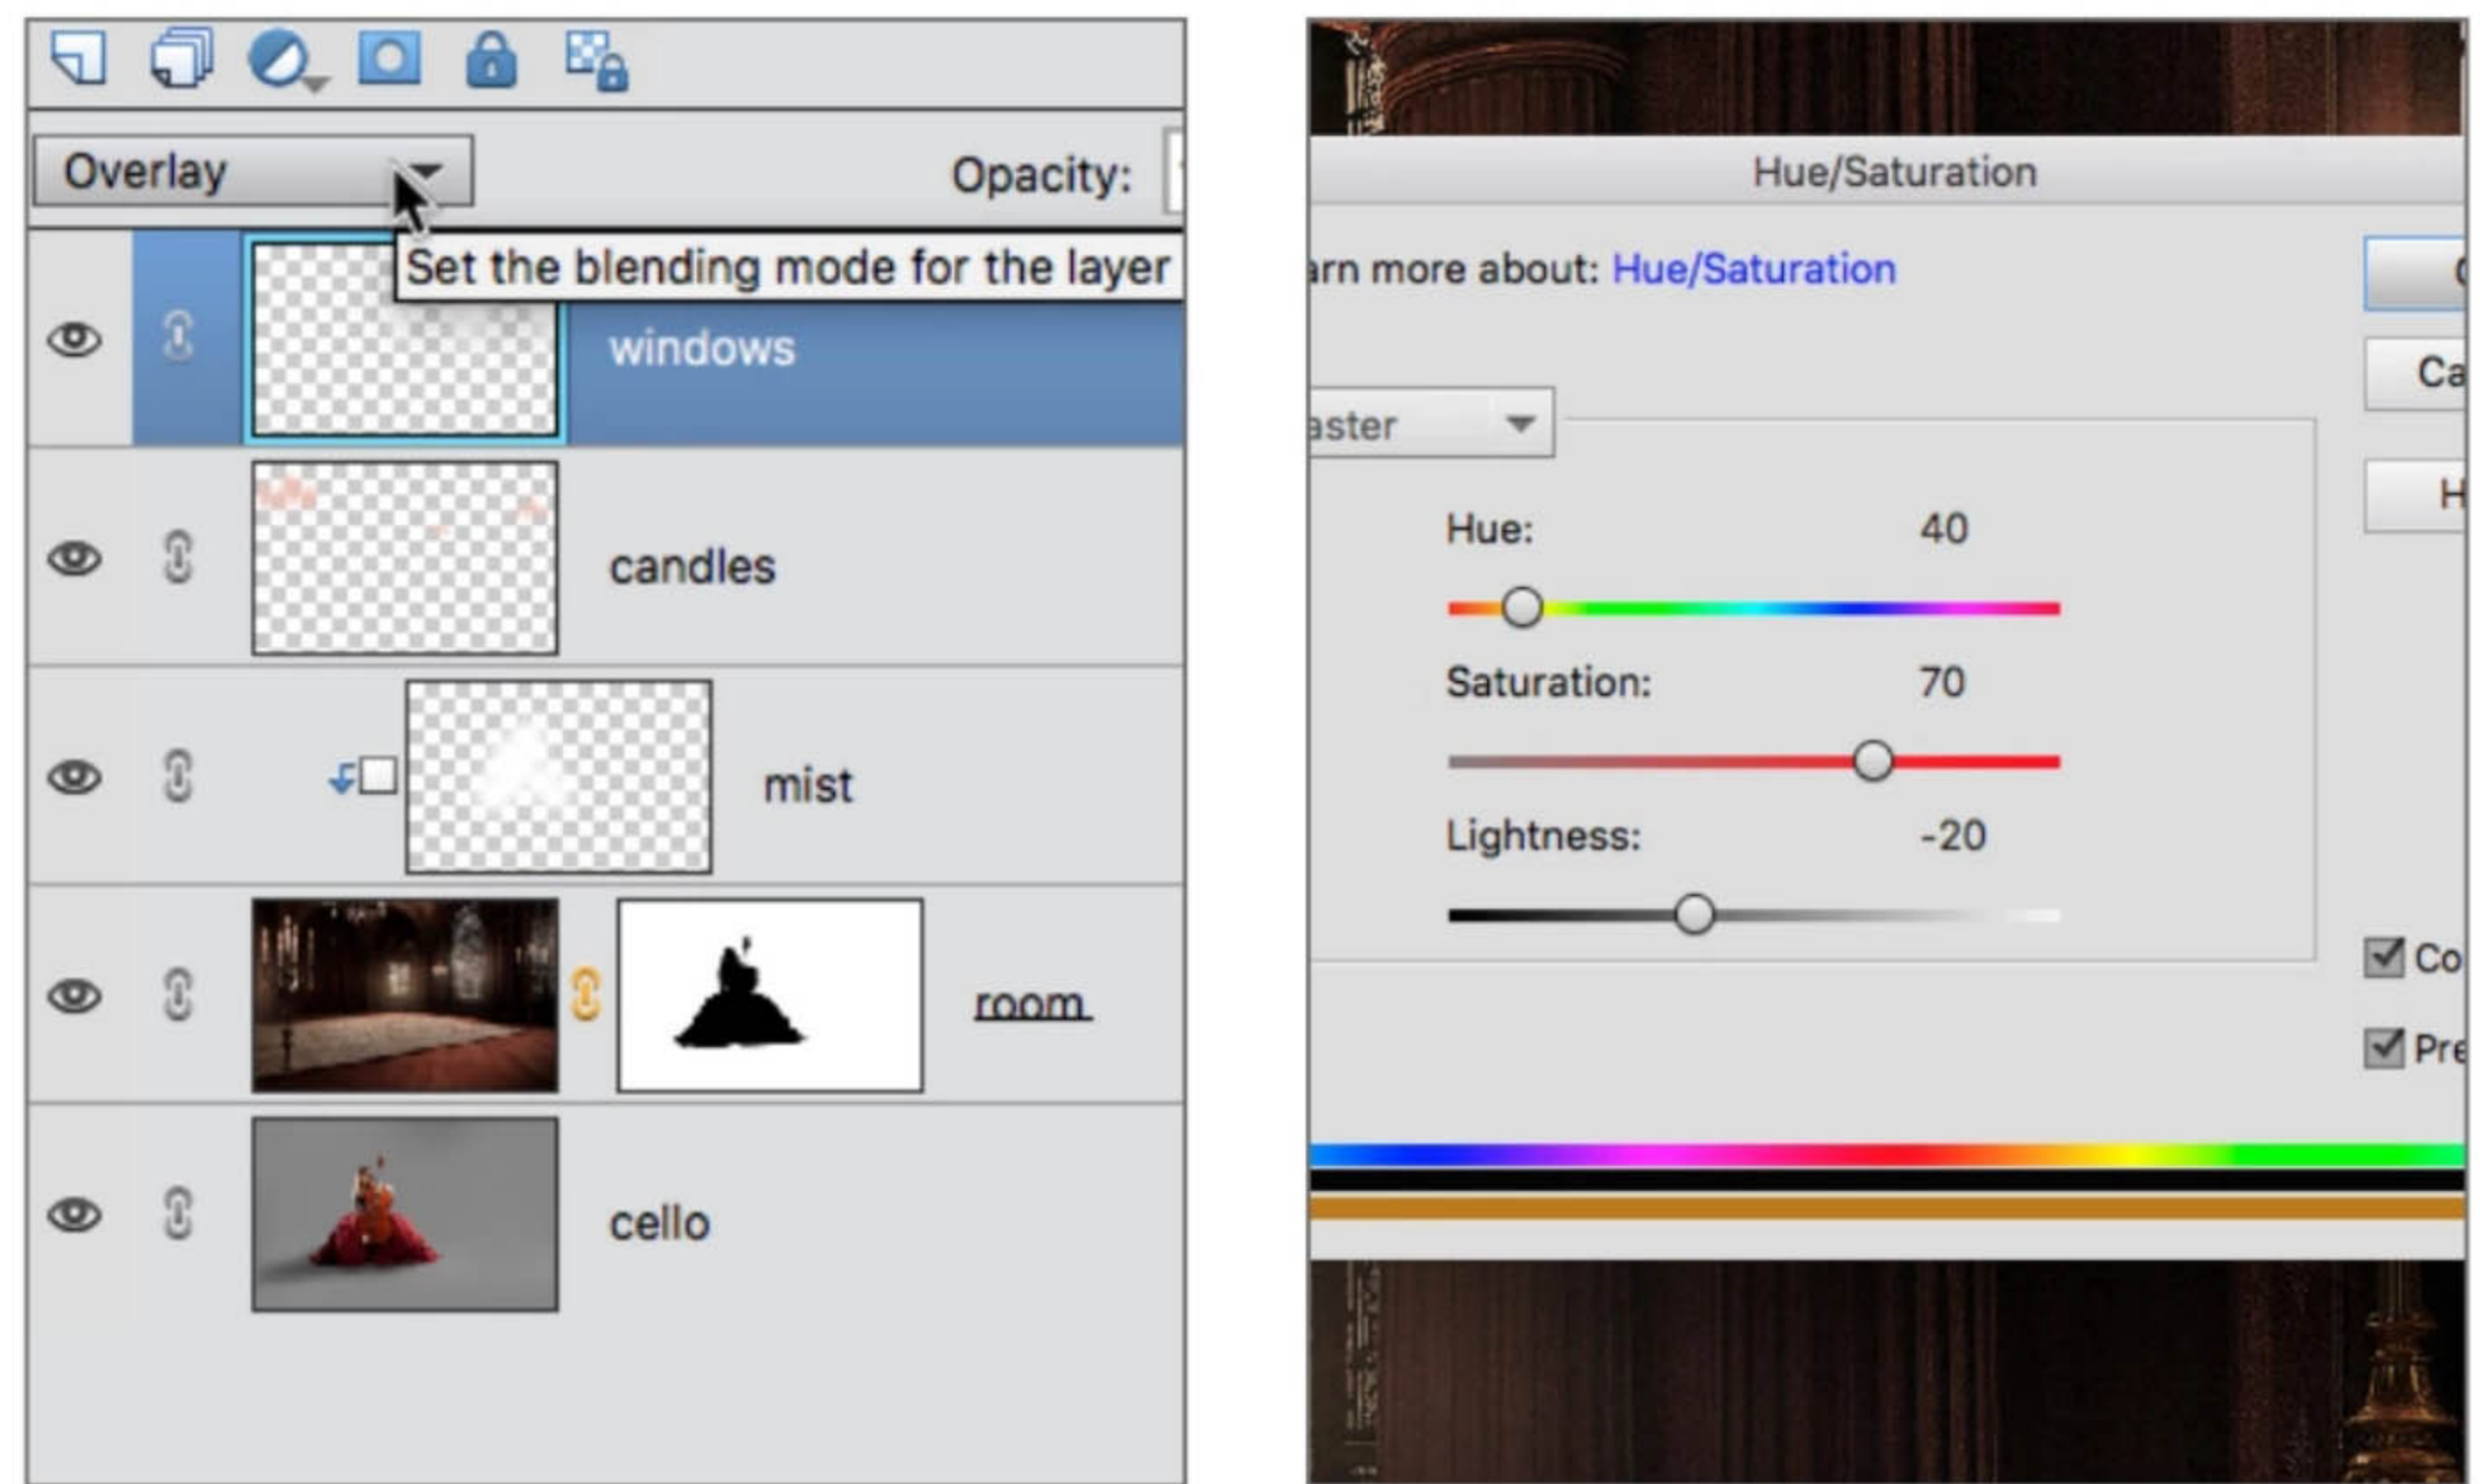 Overlay
Opacity:
Set the blending mode for the layer
windows
candles
mist
room
cello
Hue/Saturation
arn more about: Hue/Saturation
Ca
aster
H
Hue: 40
Saturation: 70
Lightness: -20
Co
Pre